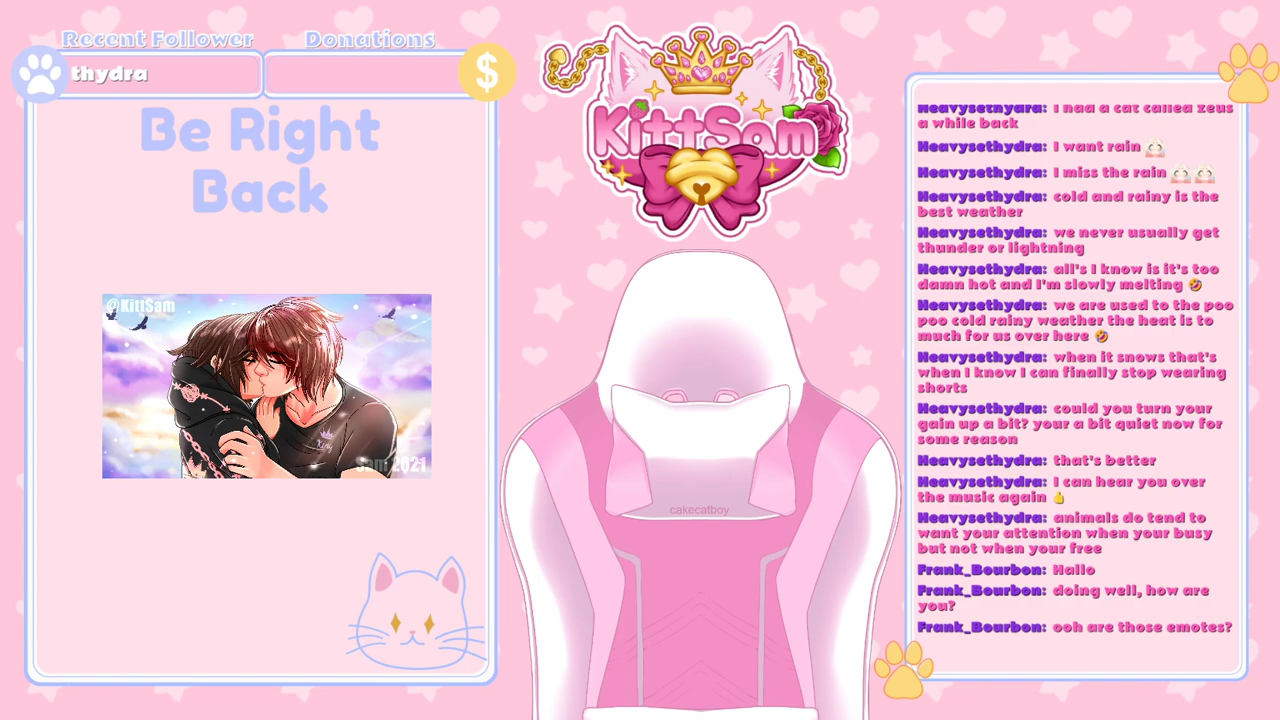 Recent Follower
Donations
thydra
$
Be Right
Back
@KittSam
King
Sam 2021
KittSam
cakecatboy
Heavysethydra: I had a cat called zeus
a while back
Heavysethydra: I want rain
Heavysethydra: I miss the rain
Heavysethydra: cold and rainy is the
best weather
Heavysethydra: we never usually get
thunder or lightning
Heavysethydra: all's I know is it's too
damn hot and I'm slowly melting 🤣
Heavysethydra: we are used to the poo
poo cold rainy weather the heat is to
much for us over here 🤣
Heavysethydra: when it snows that's
when I know I can finally stop wearing
shorts
Heavysethydra: could you turn your
gain up a bit? your a bit quiet now for
some reason
Heavysethydra: that's better
Heavysethydra: I can hear you over
the music again 👍
Heavysethydra: animals do tend to
want your attention when your busy
but not when your free
Frank_Bourbon: Hallo
Frank_Bourbon: doing well, how are
you?
Frank_Bourbon: ooh are those emotes?